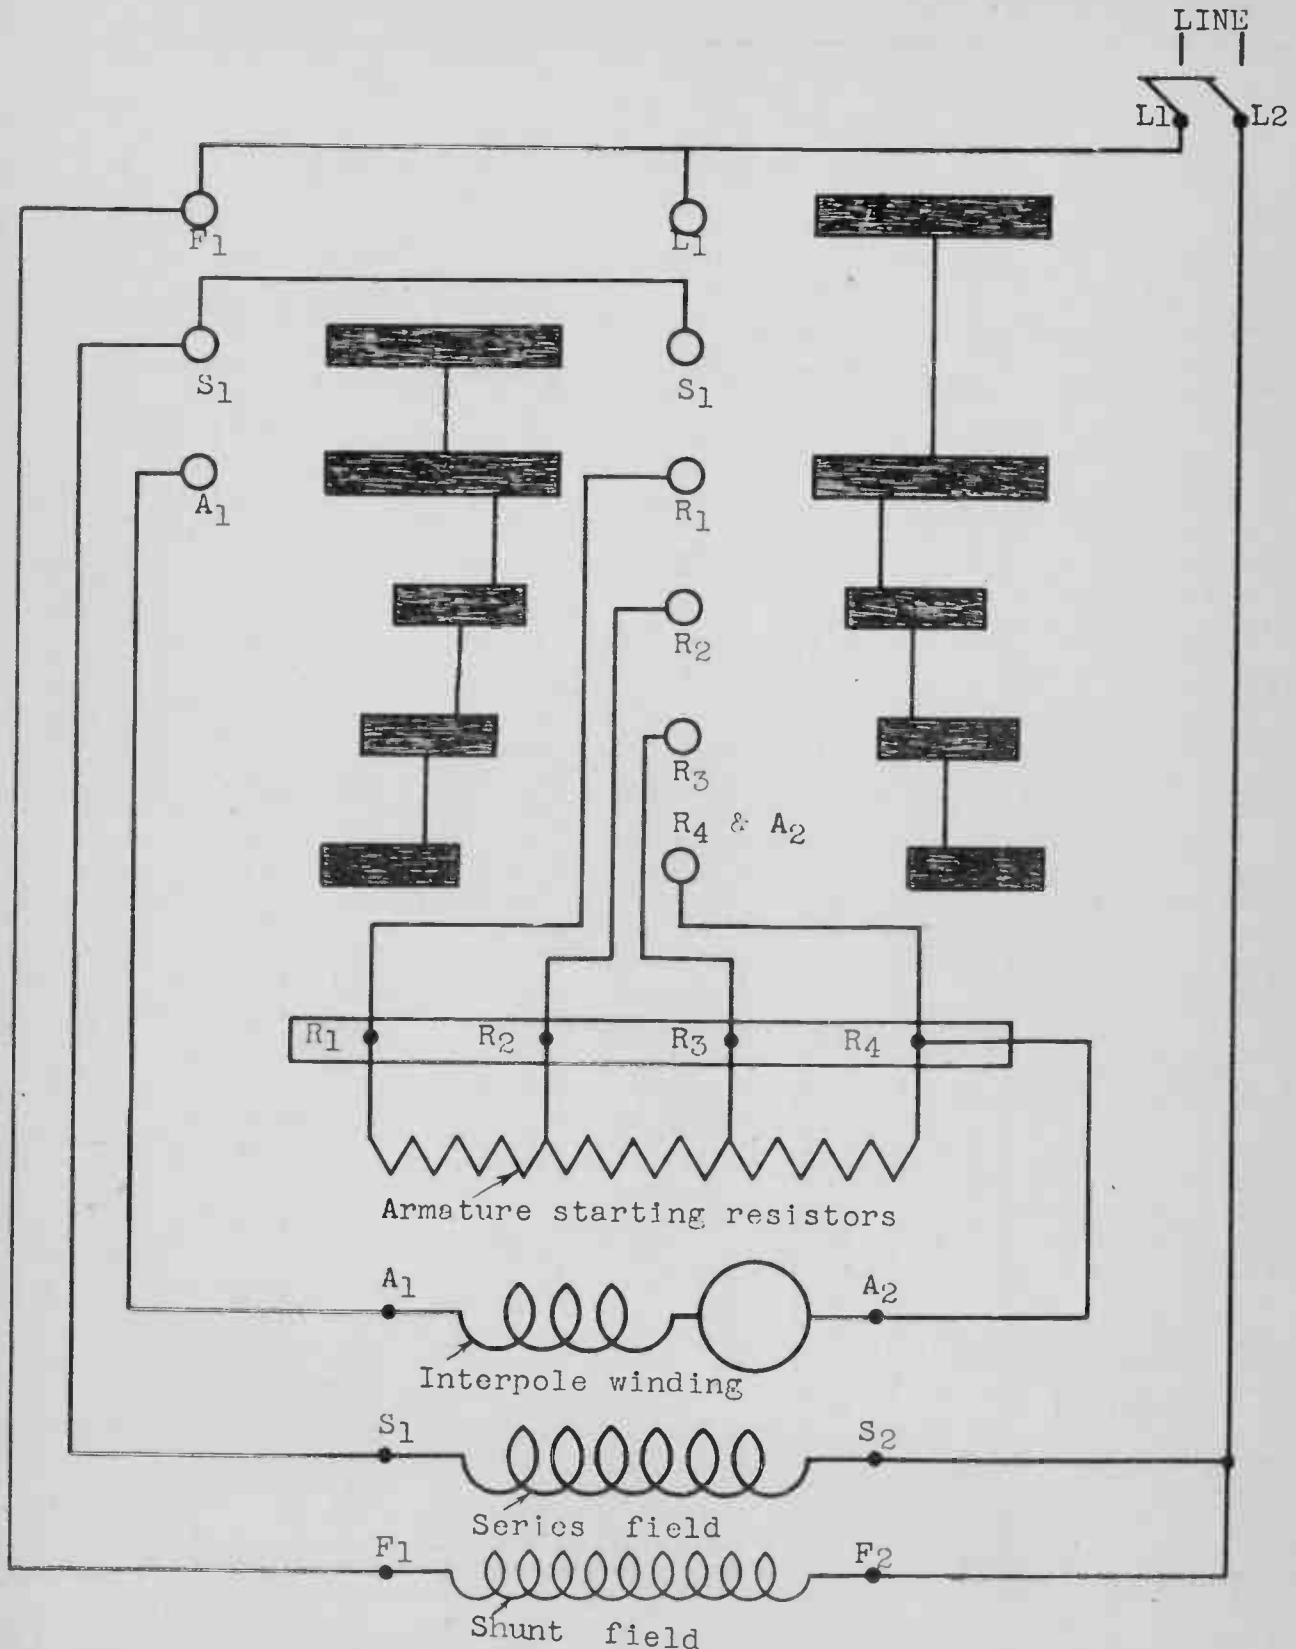 LINE
L1 L2
F1 L1
S1 S1
A1 R1
R2
R3
R4 & A2
R1 R2 R3 R4
Armature starting resistors
A1 A2
Interpole winding
S1 S2
Series field
F1 F2
Shunt field